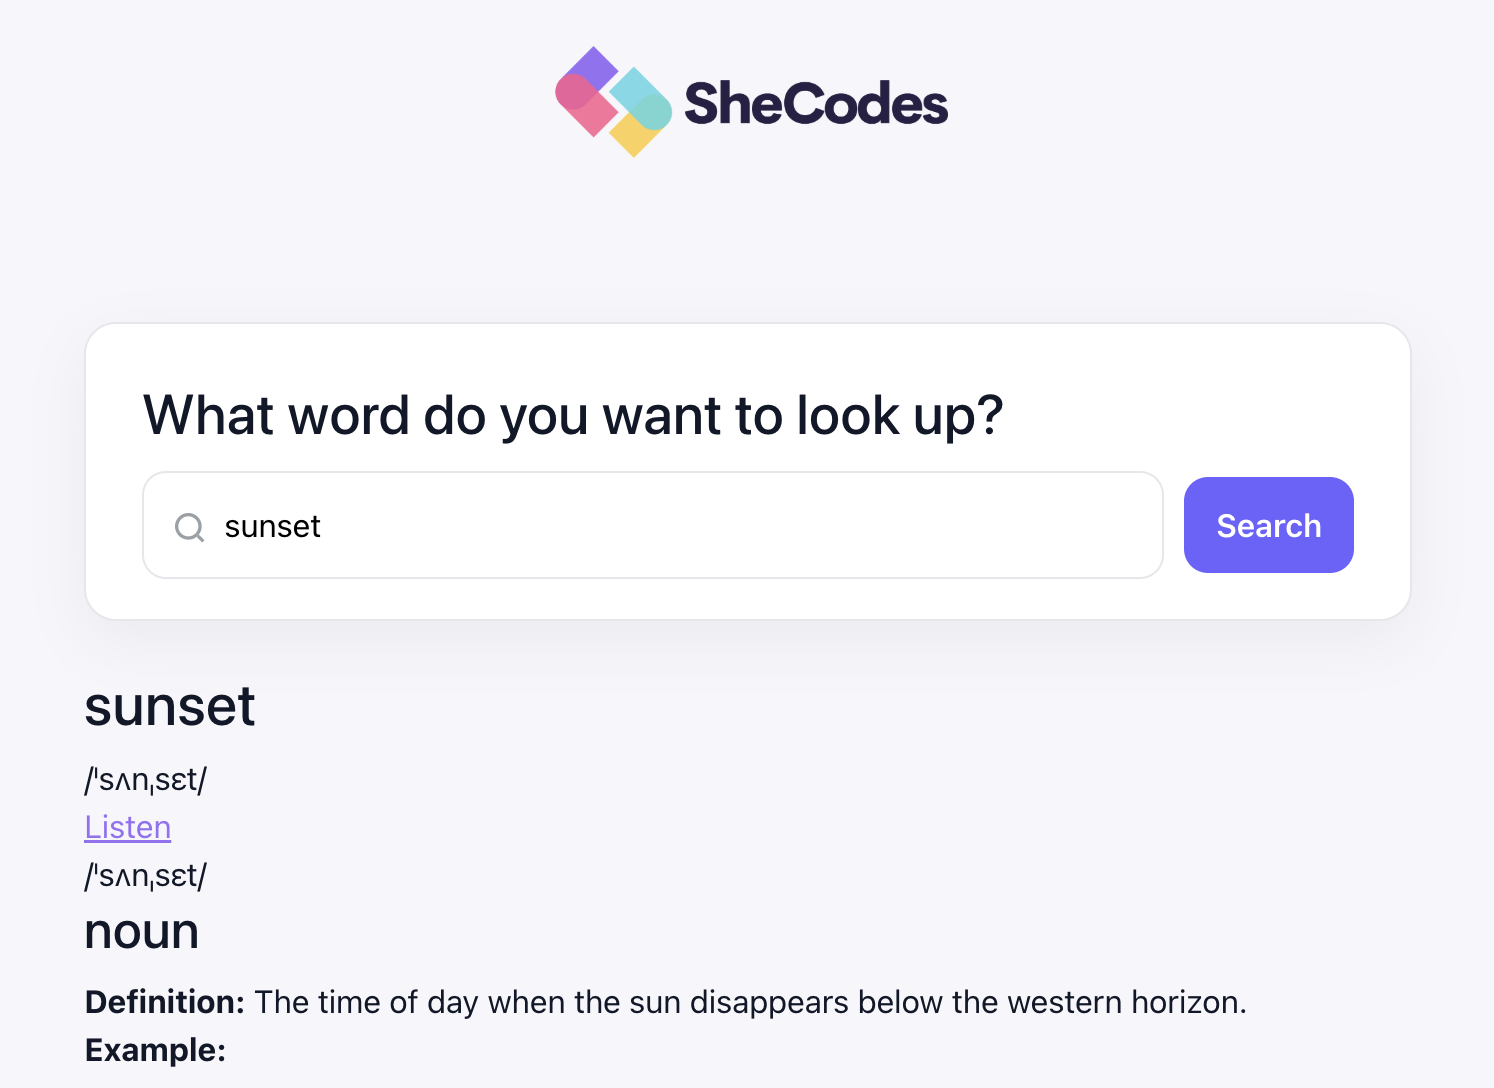 SheCodes
What word do you want to look up?
sunset
Search
sunset
/ˈsʌnˌsɛt/
Listen
/ˈsʌnˌsɛt/
noun
Definition: The time of day when the sun disappears below the western horizon.
Example: